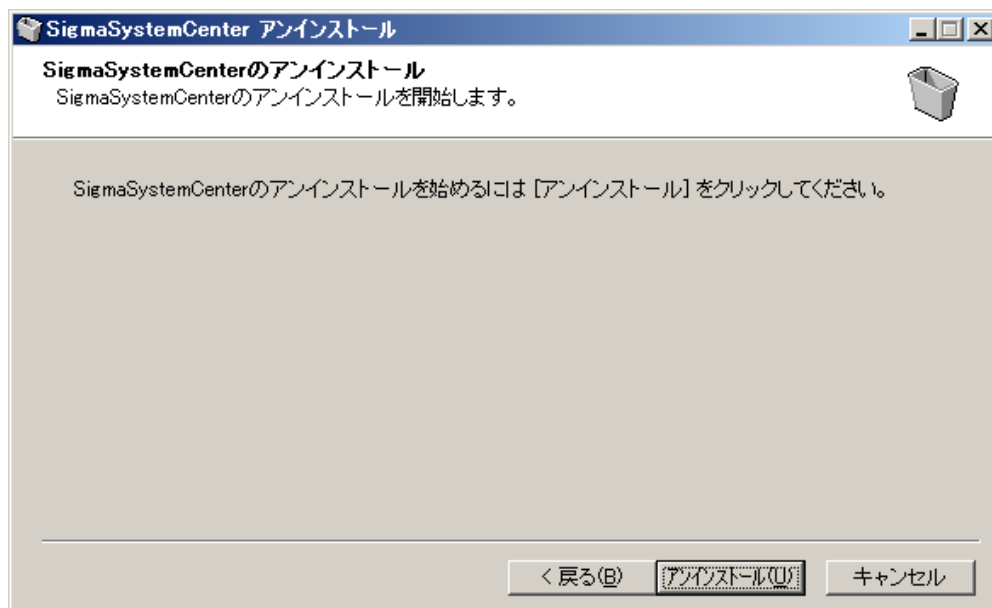 SigmaSystemCenter アンインストール
SigmaSystemCenterのアンインストール
SigmaSystemCenterのアンインストールを開始します。
SigmaSystemCenterのアンインストールを始めるには [アンインストール] をクリックしてください。
< 戻る(B) アンインストール(U) キャンセル